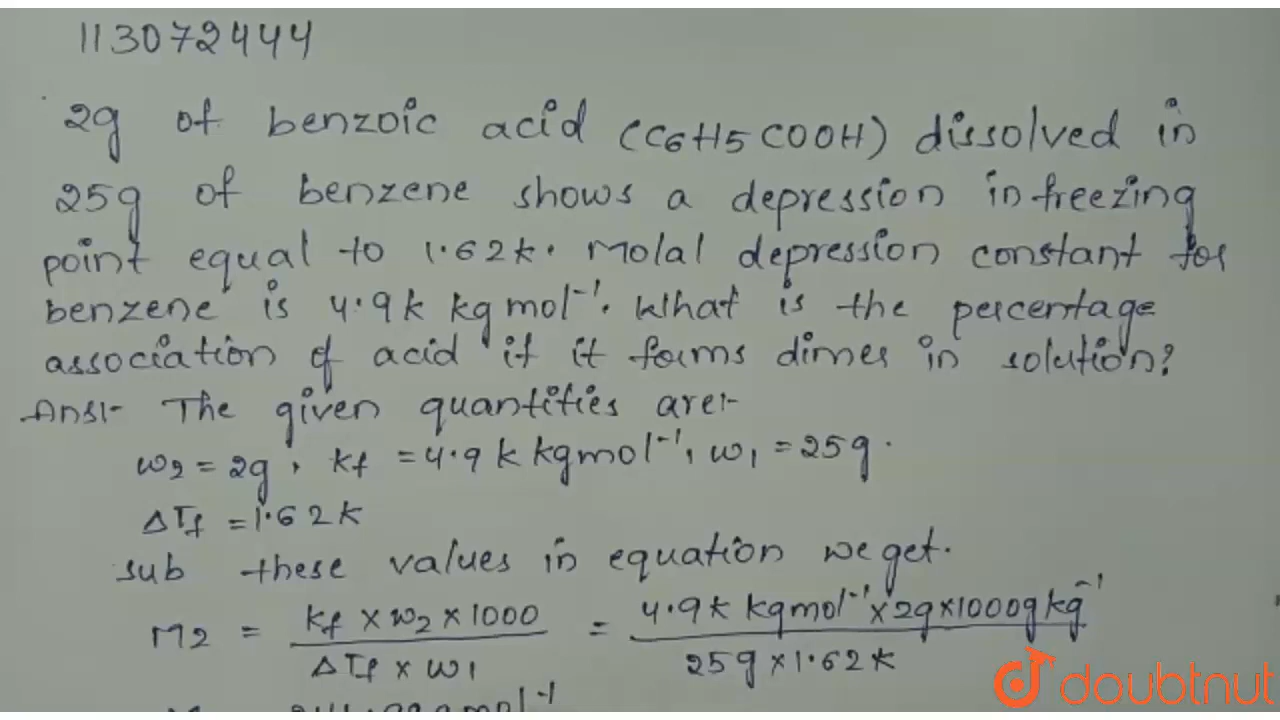 113072444
2g of benzoic acid (C6H5COOH) dissolved in
25g of benzene shows a depression in freezing
point equal to 1.62k. Molal depression constant for
benzene is 4.9k kg mol⁻¹. What is the percentage
association of acid if it forms dimer in solution?
Ans:- The given quantities are:-
w2 = 2g, kf = 4.9 k kgmol⁻¹, w1 = 25g.
ΔTf = 1.62k
sub these values in equation we get.
M2 = kf × w2 × 1000 / ΔTf × w1 = 4.9k kgmol⁻¹ × 2g × 1000g kg⁻¹ / 25g × 1.62k
doubtnut